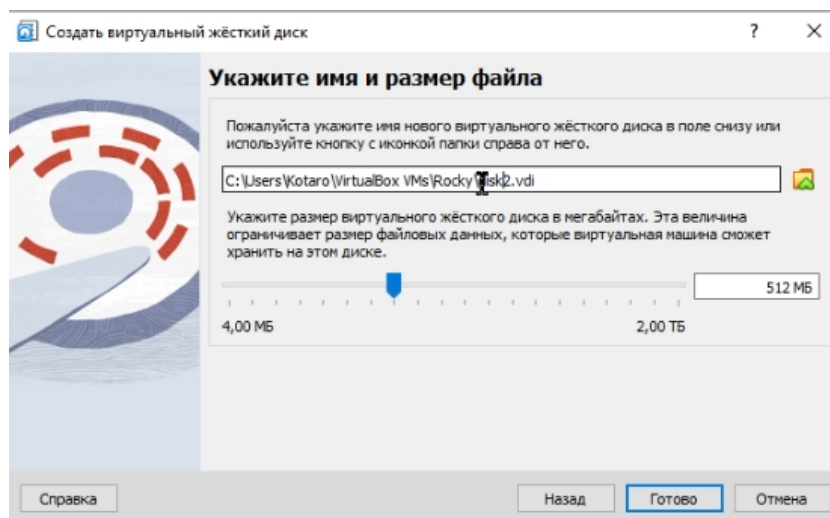 Создать виртуальный жёсткий диск
?
Укажите имя и размер файла
Пожалуйста укажите имя нового виртуального жёсткого диска в поле снизу или
используйте кнопку с иконкой папки справа от него.
C:\Users\Kotaro\VirtualBox VMs\Rocky\disk2.vdi
Укажите размер виртуального жёсткого диска в мегабайтах. Эта величина
ограничивает размер файловых данных, которые виртуальная машина сможет
хранить на этом диске.
512 МБ
4,00 МБ 2,00 ТБ
Справка Назад Готово Отмена